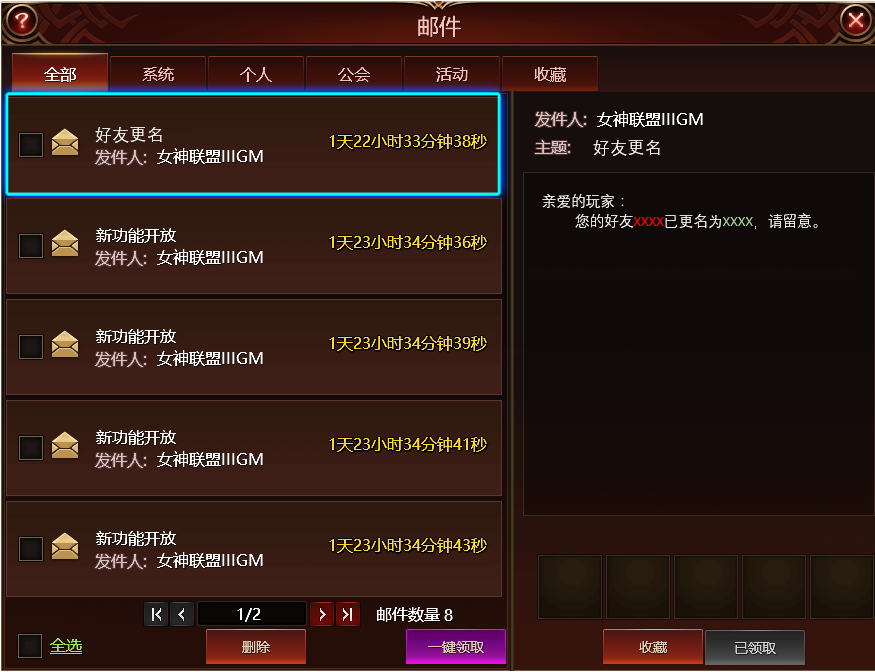 邮件
全部 系统 个人 公会 活动 收藏
好友更名
发件人: 女神联盟IIIGM
1天22小时33分钟38秒
新功能开放
发件人: 女神联盟IIIGM
1天23小时34分钟36秒
新功能开放
发件人: 女神联盟IIIGM
1天23小时34分钟39秒
新功能开放
发件人: 女神联盟IIIGM
1天23小时34分钟41秒
新功能开放
发件人: 女神联盟IIIGM
1天23小时34分钟43秒
1/2 邮件数量 8
全选 删除 一键领取
发件人: 女神联盟IIIGM
主题: 好友更名
亲爱的玩家：
您的好友xxxx已更名为xxxx, 请留意。
收藏 已领取